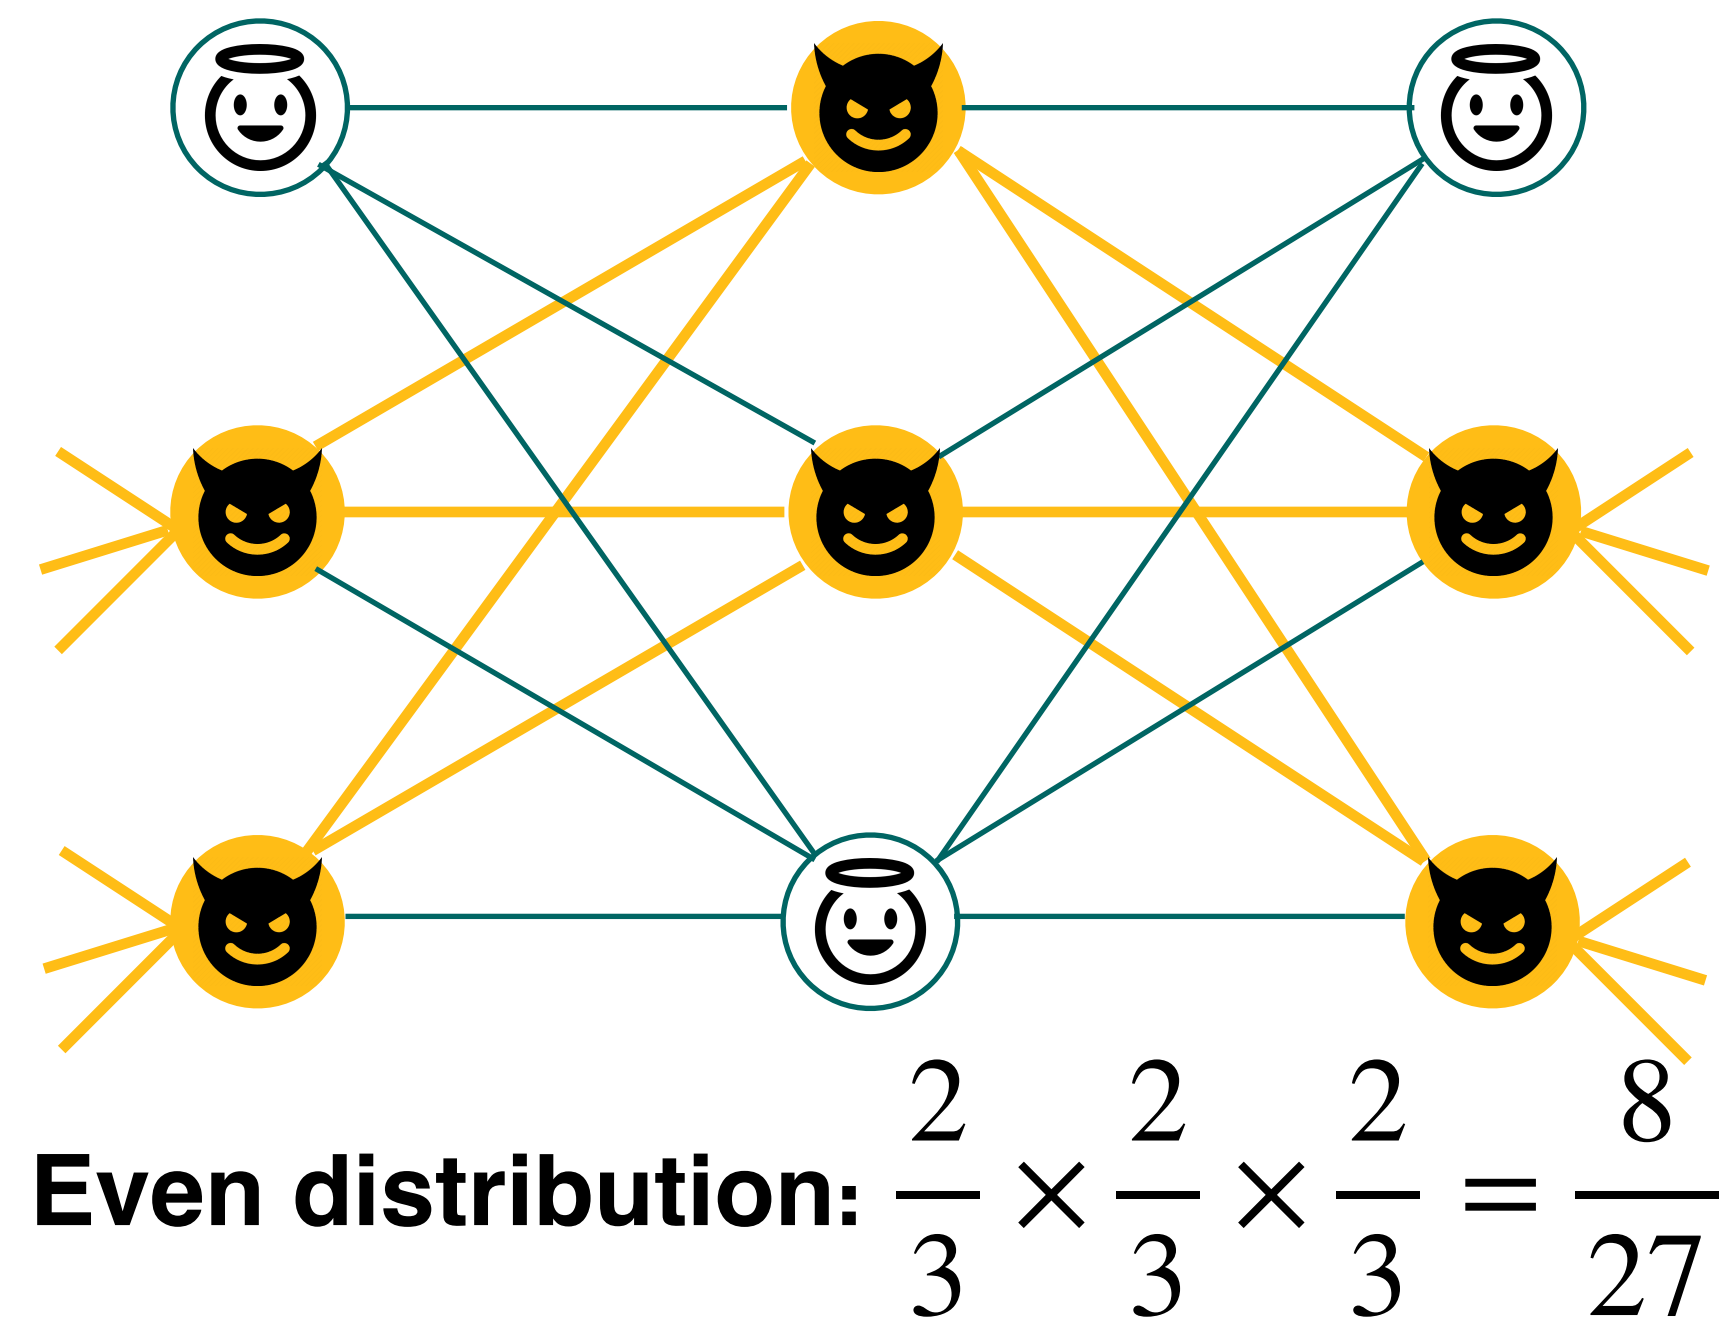 Even distribution: 2/3 × 2/3 × 2/3 = 8/27